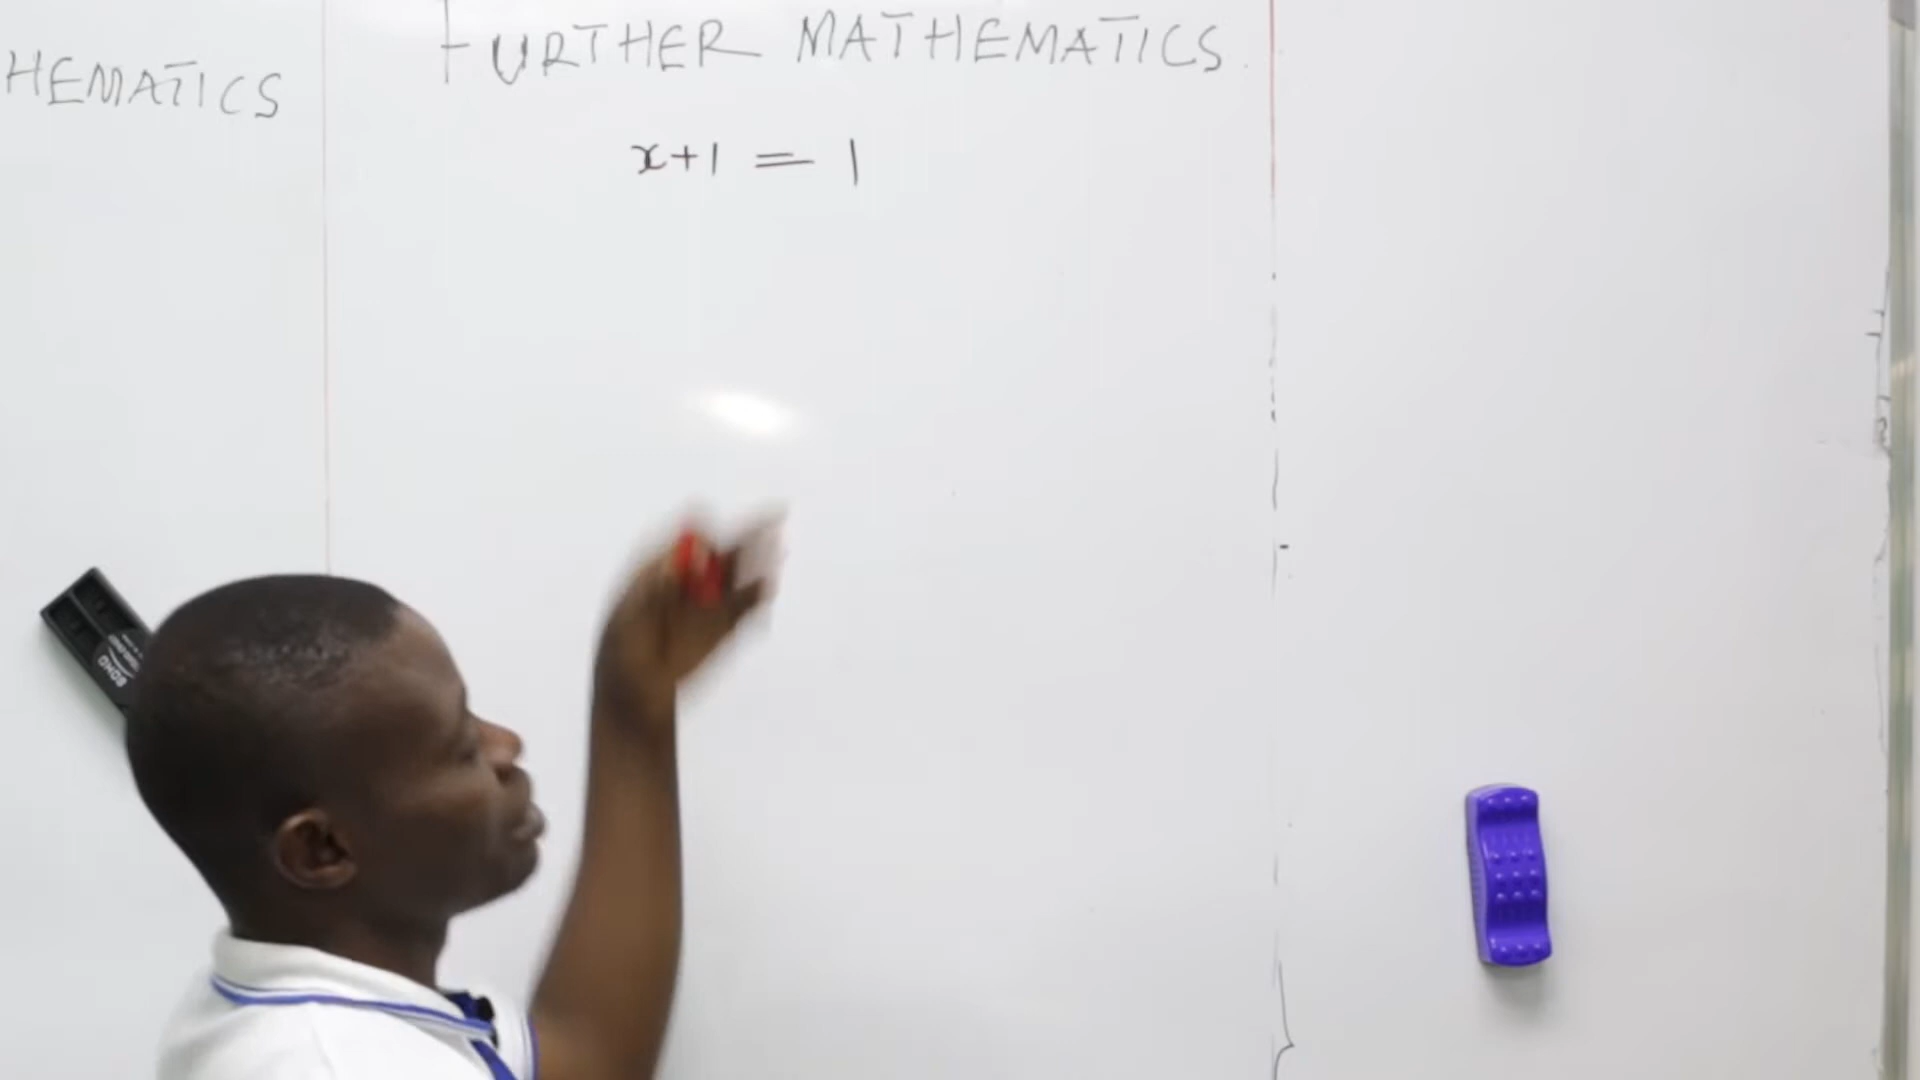 HEMATICS
FURTHER MATHEMATICS
x+1 = 1